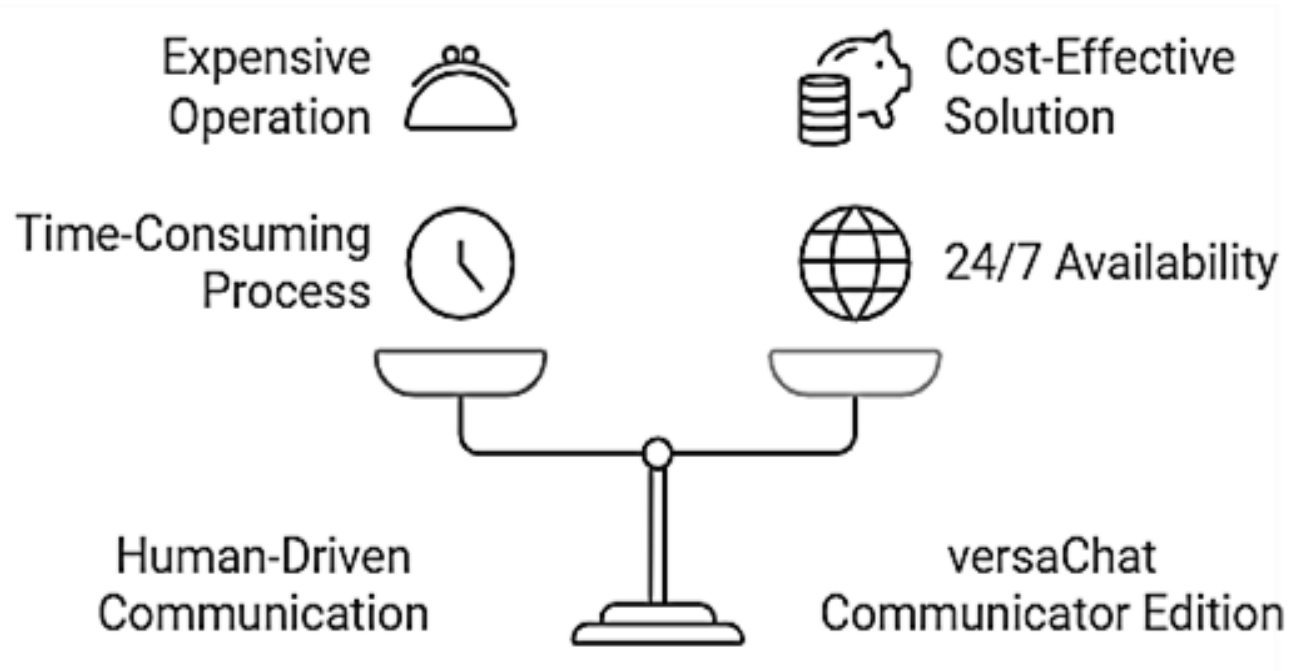 Expensive
Operation
Cost-Effective
Solution
Time-Consuming
Process
24/7 Availability
Human-Driven
Communication
versaChat
Communicator Edition